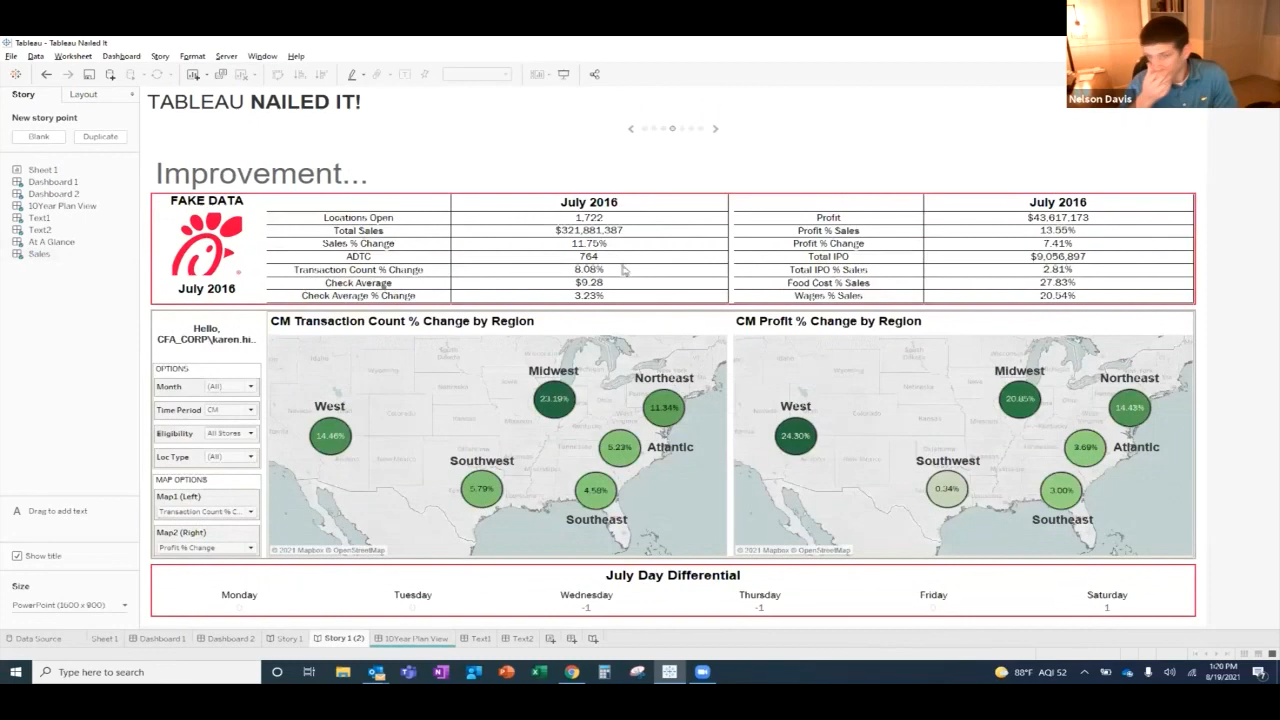 Tableau - Tableau Nailed It
File Data Worksheet Dashboard Story Format Server Window Help
Nelson Davis
Story Layout
New story point
Blank Duplicate
Sheet 1
Dashboard 1
Dashboard 2
10Year Plan View
Text1
Text2
At A Glance
Sales
A Drag to add text
Show title
Size
PowerPoint (1600 x 900)
TABLEAU NAILED IT!
Improvement...
FAKE DATA
July 2016
July 2016 July 2016
Locations Open 1,722 Profit $43,617,173
Total Sales $321,881,387 Profit % Sales 13.55%
Sales % Change 11.75% Profit % Change 7.41%
ADTC 764 Total IPO $9,056,897
Transaction Count % Change 8.08% Total IPO % Sales 2.81%
Check Average $9.28 Food Cost % Sales 27.83%
Check Average % Change 3.23% Wages % Sales 20.54%
Hello,
CFA_CORP\karen.hi..
OPTIONS
Month (All)
Time Period CM
Eligibility All Stores
Loc Type (All)
MAP OPTIONS
Map1 (Left)
Transaction Count % C...
Map2 (Right)
Profit % Change
CM Transaction Count % Change by Region
West
14.46%
Midwest
23.19%
Northeast
11.34%
5.23%
Atlantic
Southwest
5.79%
4.58%
Southeast
© 2021 Mapbox © OpenStreetMap
CM Profit % Change by Region
West
24.30%
Midwest
20.85%
Northeast
14.43%
3.69%
Atlantic
Southwest
0.34%
3.00%
Southeast
© 2021 Mapbox © OpenStreetMap
July Day Differential
Monday Tuesday Wednesday Thursday Friday Saturday
0 0 -1 -1 0 1
Data Source Sheet 1 Dashboard 1 Dashboard 2 Story 1 Story 1 (2) 10Year Plan View Text1 Text2
Type here to search
88°F AQI 52
1:20 PM
8/19/2021